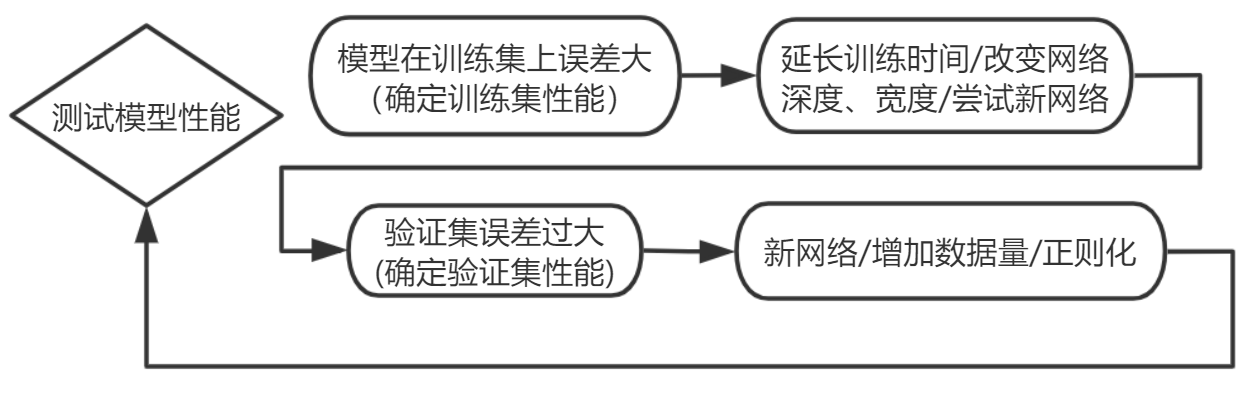 测试模型性能
模型在训练集上误差大
（确定训练集性能）
延长训练时间/改变网络
深度、宽度/尝试新网络
验证集误差过大
(确定验证集性能)
新网络/增加数据量/正则化